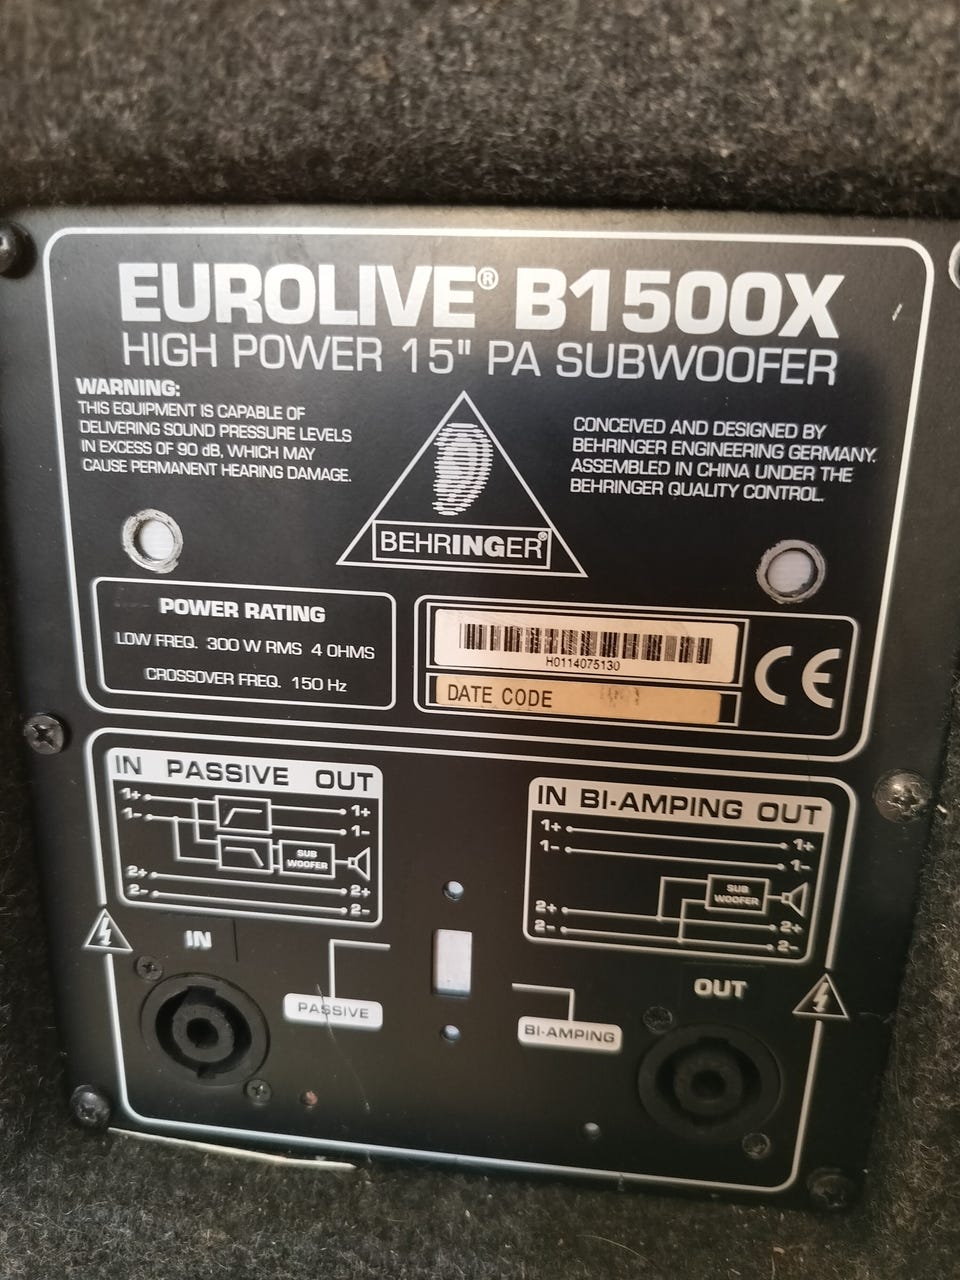 EUROLIVE® B1500X
HIGH POWER 15" PA SUBWOOFER
WARNING:
THIS EQUIPMENT IS CAPABLE OF
DELIVERING SOUND PRESSURE LEVELS
IN EXCESS OF 90 dB, WHICH MAY
CAUSE PERMANENT HEARING DAMAGE.
CONCEIVED AND DESIGNED BY
BEHRINGER ENGINEERING GERMANY.
ASSEMBLED IN CHINA UNDER THE
BEHRINGER QUALITY CONTROL.
BEHRINGER®
POWER RATING
LOW FREQ. 300 W RMS 4 OHMS
CROSSOVER FREQ. 150 Hz
H0114075130
DATE CODE
CE
IN PASSIVE OUT
1+ 1+
1- 1-
SUB
WOOFER
2+ 2+
2- 2-
IN BI-AMPING OUT
1+ 1+
1- 1-
SUB
WOOFER
2+ 2+
2- 2-
IN
PASSIVE
OUT
BI-AMPING